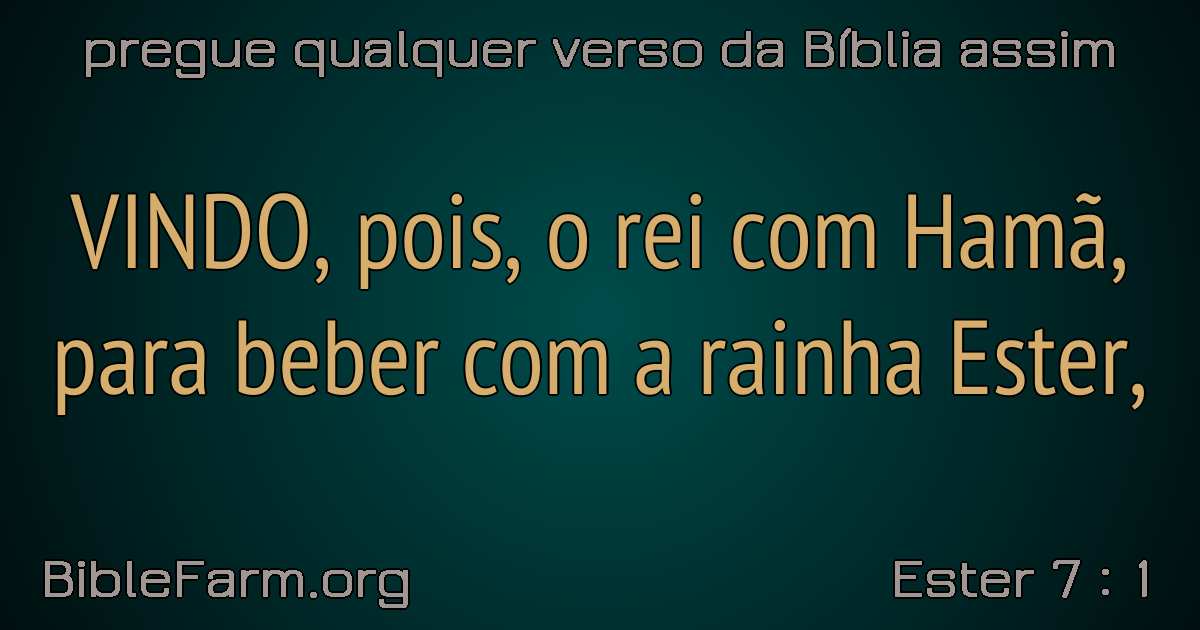 pregue qualquer verso da Bíblia assim
VINDO, pois, o rei com Hamã,
para beber com a rainha Ester,
BibleFarm.org
Ester 7 : 1